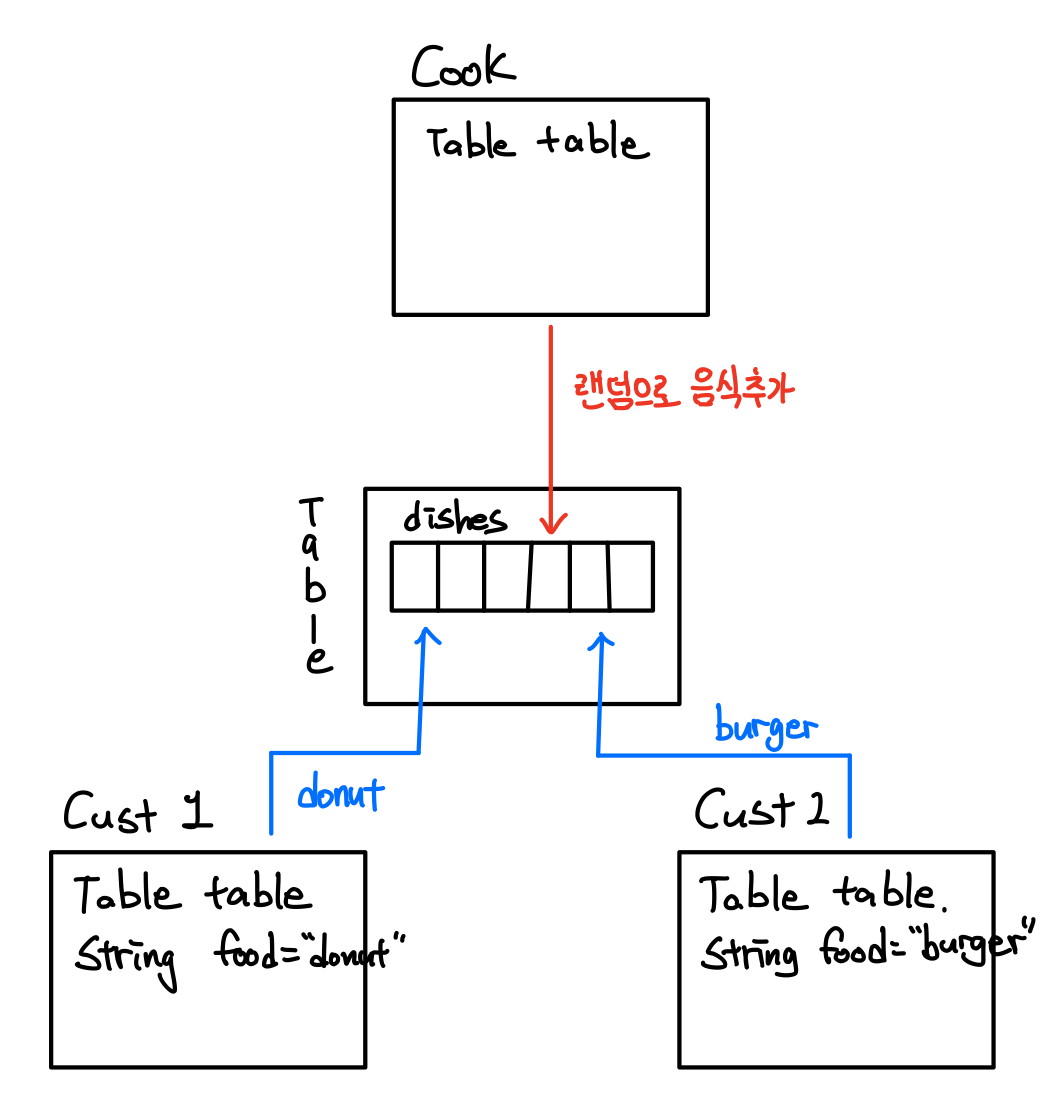 Cook
Table table
랜덤으로 음식추가
Table
dishes
donut
burger
Cust 1
Table table
String food="donut"
Cust 2
Table table.
String food="burger"